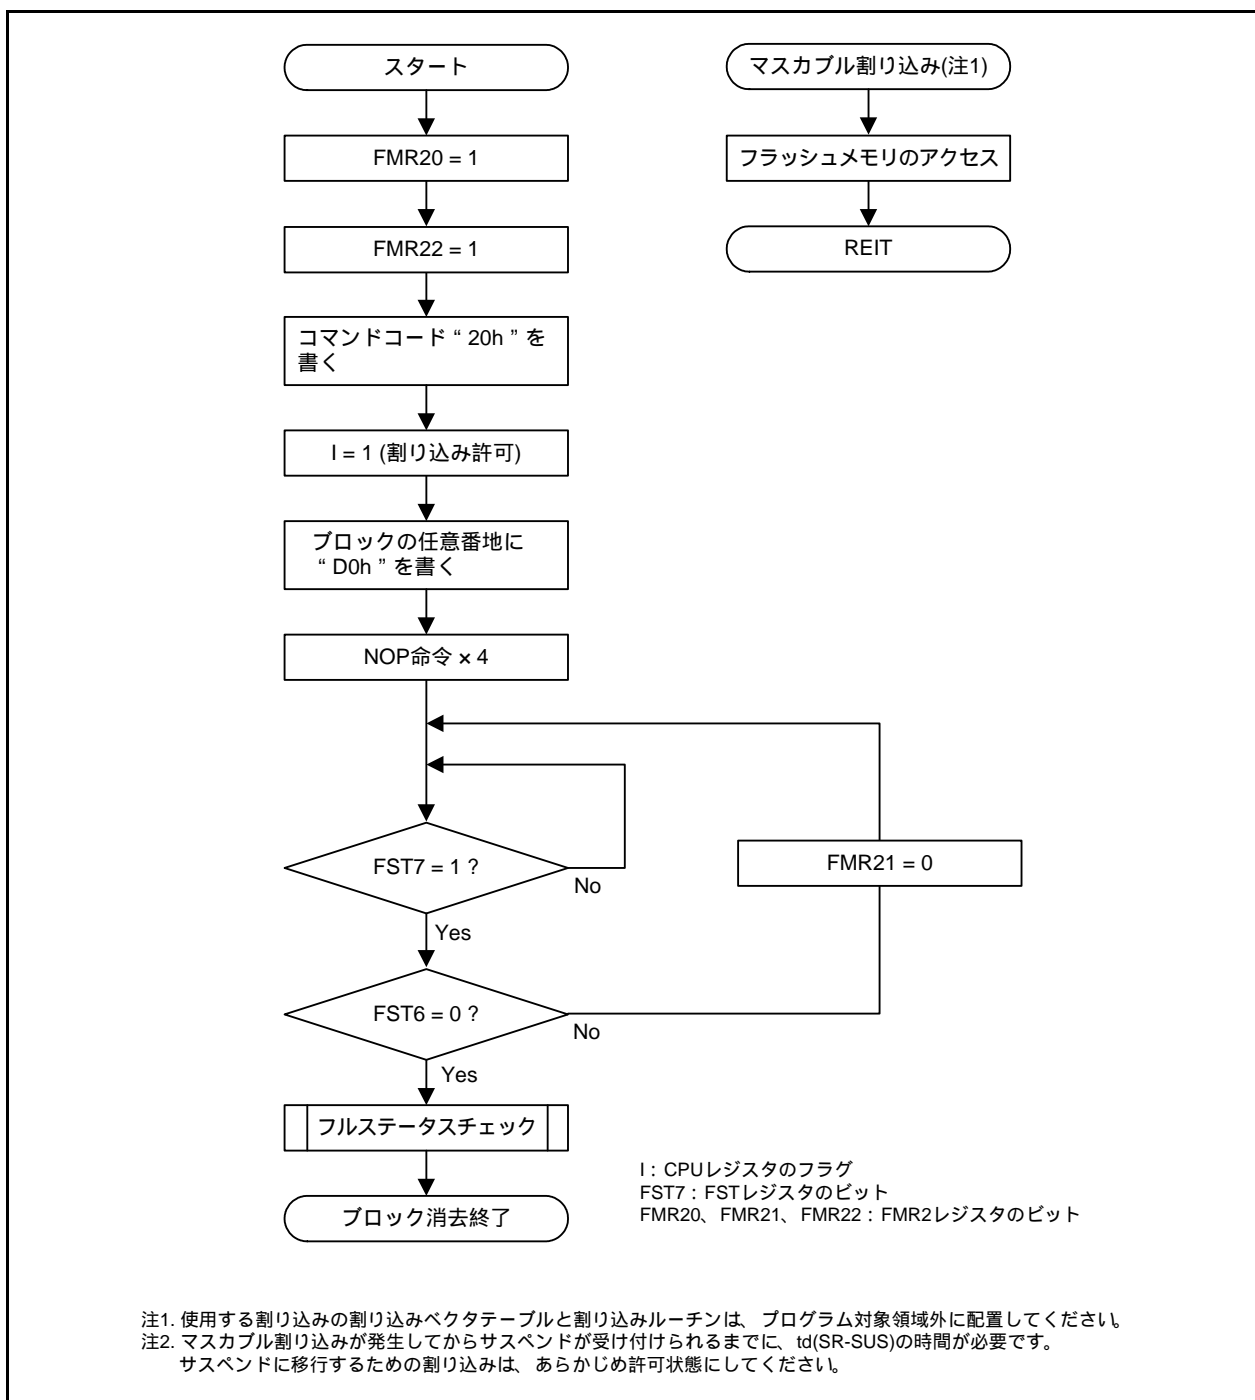 スタート
FMR20 = 1
FMR22 = 1
コマンドコード“ 20h ”を
書く
I = 1 (割り込み許可)
ブロックの任意番地に
“ D0h ”を書く
NOP命令 × 4
FST7 = 1 ?
No
Yes
FST6 = 0 ?
No
Yes
フルステータスチェック
ブロック消去終了
FMR21 = 0
マスカブル割り込み(注1)
フラッシュメモリのアクセス
REIT
I : CPUレジスタのフラグ
FST7 : FSTレジスタのビット
FMR20、FMR21、FMR22 : FMR2レジスタのビット
注1. 使用する割り込みの割り込みベクタテーブルと割り込みルーチンは、プログラム対象領域外に配置してください。
注2. マスカブル割り込みが発生してからサスペンドが受け付けられるまでに、td(SR-SUS)の時間が必要です。
サスペンドに移行するための割り込みは、あらかじめ許可状態にしてください。